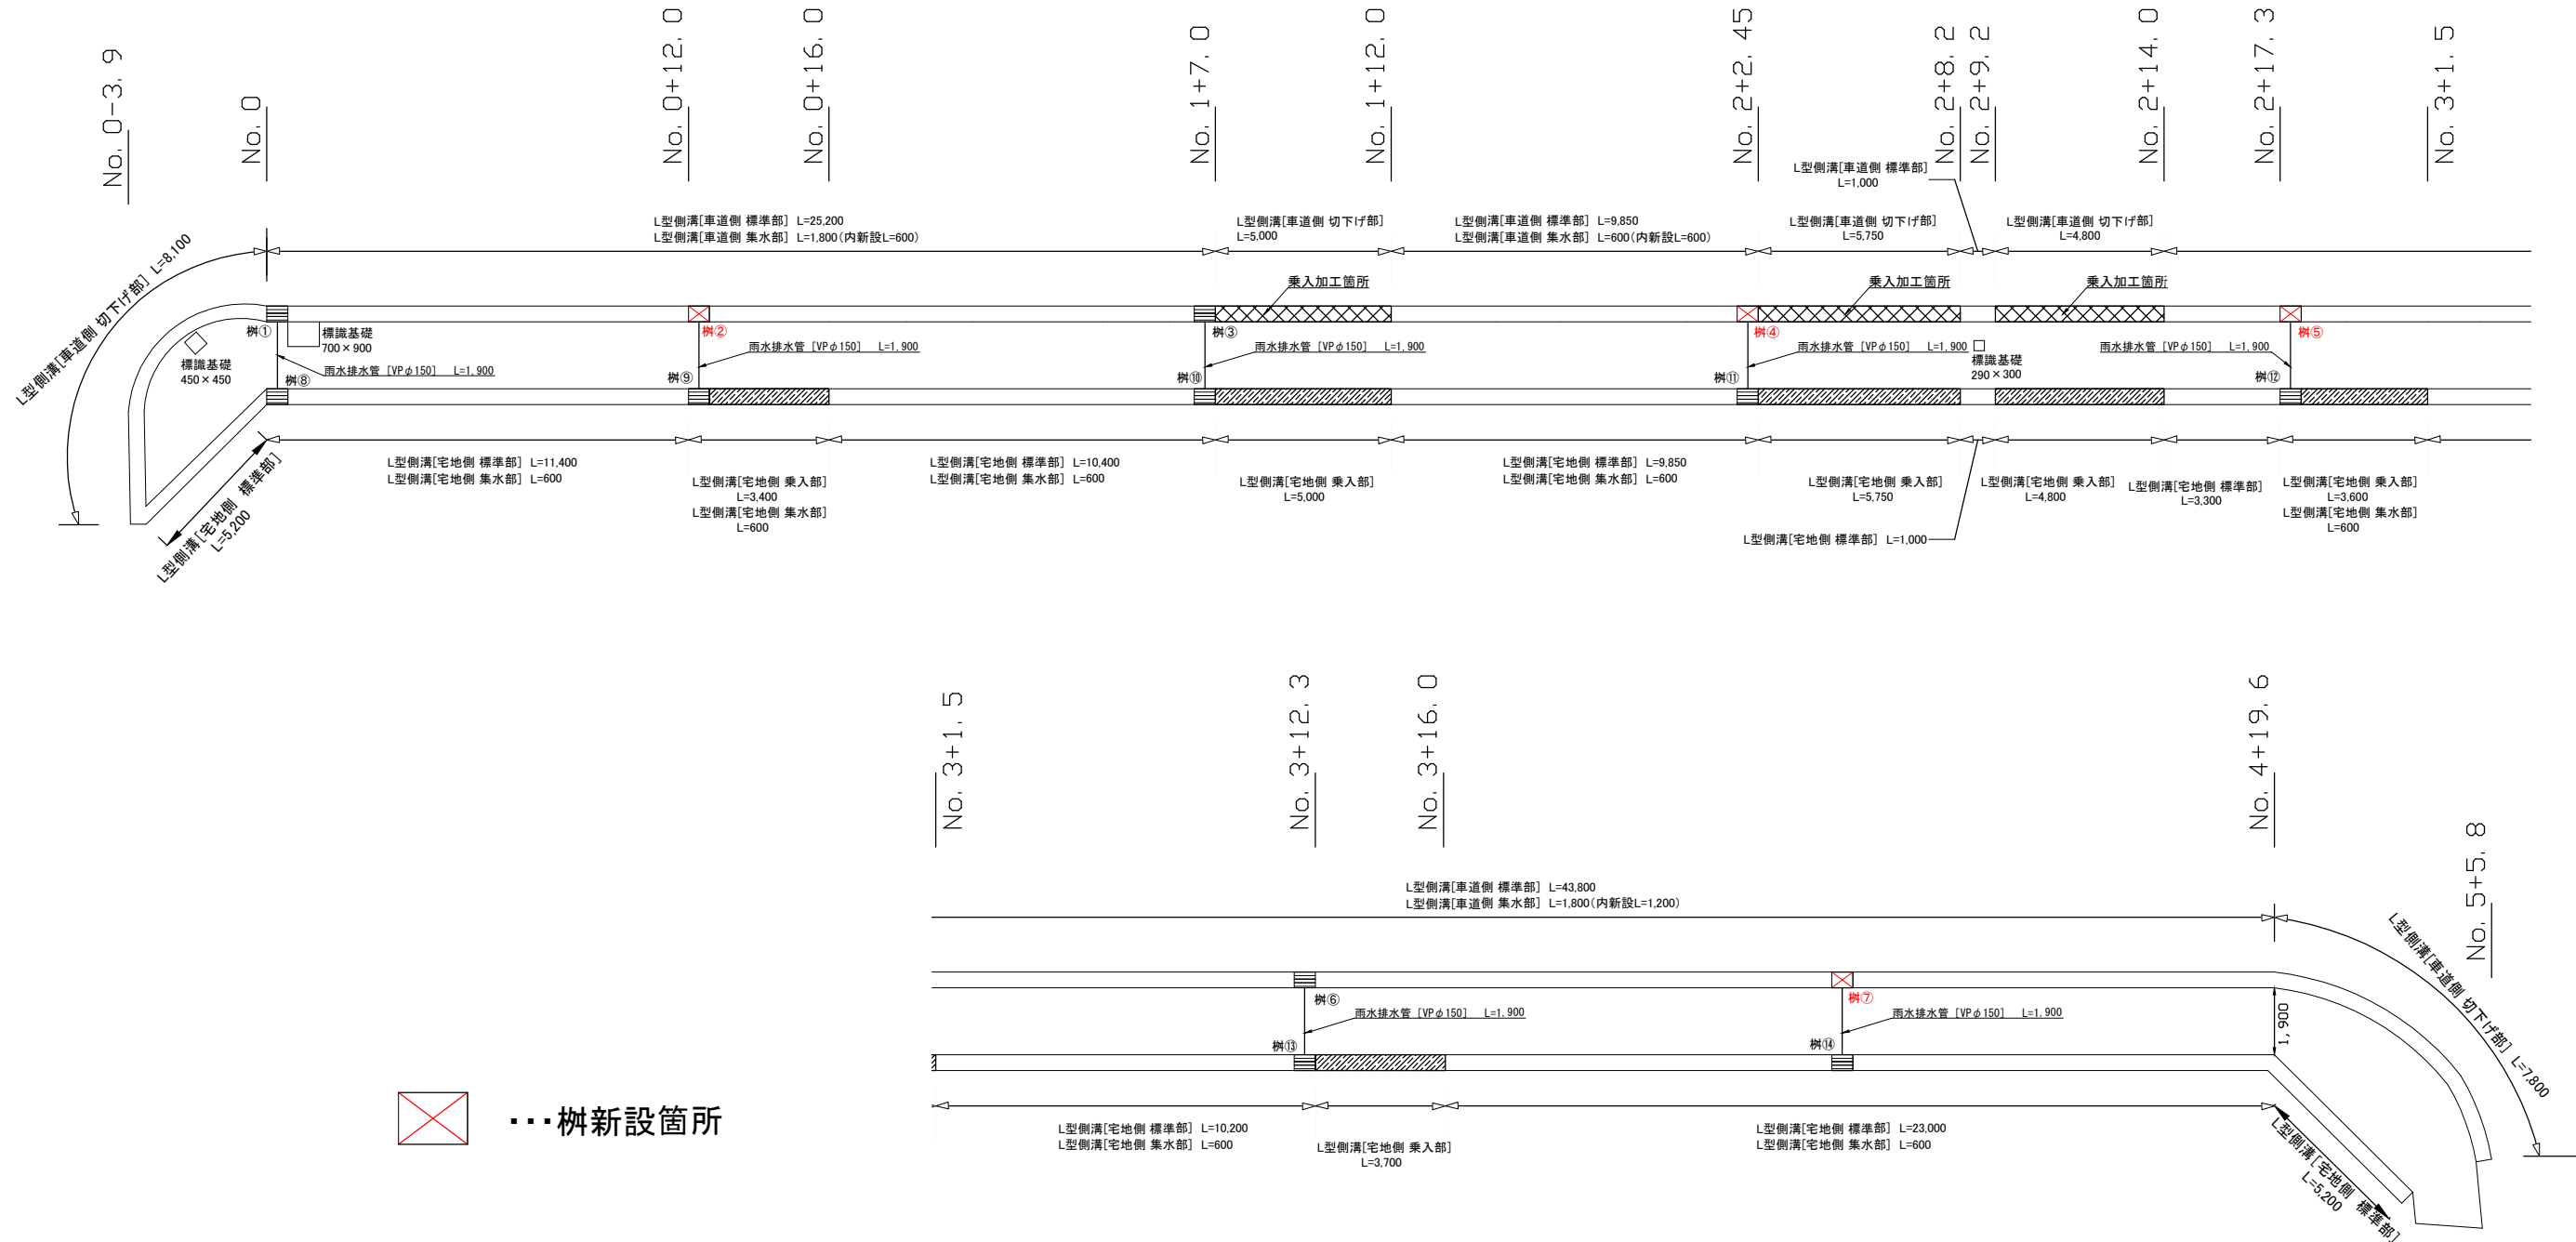 No. 0-3. 9
No. 0
No. 0+12. 0
No. 0+16. 0
No. 1+7. 0
No. 1+12. 0
No. 2+2. 45
No. 2+8. 2
No. 2+9. 2
No. 2+14. 0
No. 2+17. 3
No. 3+1. 5
L型側溝[車道側 切下げ部] L=8,100
L型側溝[車道側 標準部] L=25,200
L型側溝[車道側 集水部] L=1,800(内新設L=600)
L型側溝[車道側 切下げ部]
L=5,000
L型側溝[車道側 標準部] L=9,850
L型側溝[車道側 集水部] L=600(内新設L=600)
L型側溝[車道側 切下げ部]
L=5,750
L型側溝[車道側 標準部]
L=1,000
L型側溝[車道側 切下げ部]
L=4,800
乗入加工箇所
乗入加工箇所
乗入加工箇所
桝①
標識基礎
700×900
標識基礎
450×450
雨水排水管 [VPφ150] L=1,900
桝⑧
桝②
雨水排水管 [VPφ150] L=1,900
桝⑨
桝③
雨水排水管 [VPφ150] L=1,900
桝⑩
桝④
雨水排水管 [VPφ150] L=1,900
桝⑪
標識基礎
290×300
桝⑤
雨水排水管 [VPφ150] L=1,900
桝⑫
L型側溝[宅地側 標準部]
L=5,200
L型側溝[宅地側 標準部] L=11,400
L型側溝[宅地側 集水部] L=600
L型側溝[宅地側 乗入部]
L=3,400
L型側溝[宅地側 集水部]
L=600
L型側溝[宅地側 標準部] L=10,400
L型側溝[宅地側 集水部] L=600
L型側溝[宅地側 乗入部]
L=5,000
L型側溝[宅地側 標準部] L=9,850
L型側溝[宅地側 集水部] L=600
L型側溝[宅地側 乗入部]
L=5,750
L型側溝[宅地側 標準部] L=1,000
L型側溝[宅地側 乗入部]
L=4,800
L型側溝[宅地側 標準部]
L=3,300
L型側溝[宅地側 乗入部]
L=3,600
L型側溝[宅地側 集水部]
L=600
No. 3+1. 5
No. 3+12. 3
No. 3+16. 0
No. 4+19. 6
No. 5+5. 8
L型側溝[車道側 標準部] L=43,800
L型側溝[車道側 集水部] L=1,800(内新設L=1,200)
L型側溝[車道側 切下げ部] L=7,800
桝⑥
雨水排水管 [VPφ150] L=1,900
桝⑬
桝⑦
雨水排水管 [VPφ150] L=1,900
桝⑭
1,900
L型側溝[宅地側 標準部] L=10,200
L型側溝[宅地側 集水部] L=600
L型側溝[宅地側 乗入部]
L=3,700
L型側溝[宅地側 標準部] L=23,000
L型側溝[宅地側 集水部] L=600
L型側溝[宅地側 標準部]
L=5,200
・・・桝新設箇所